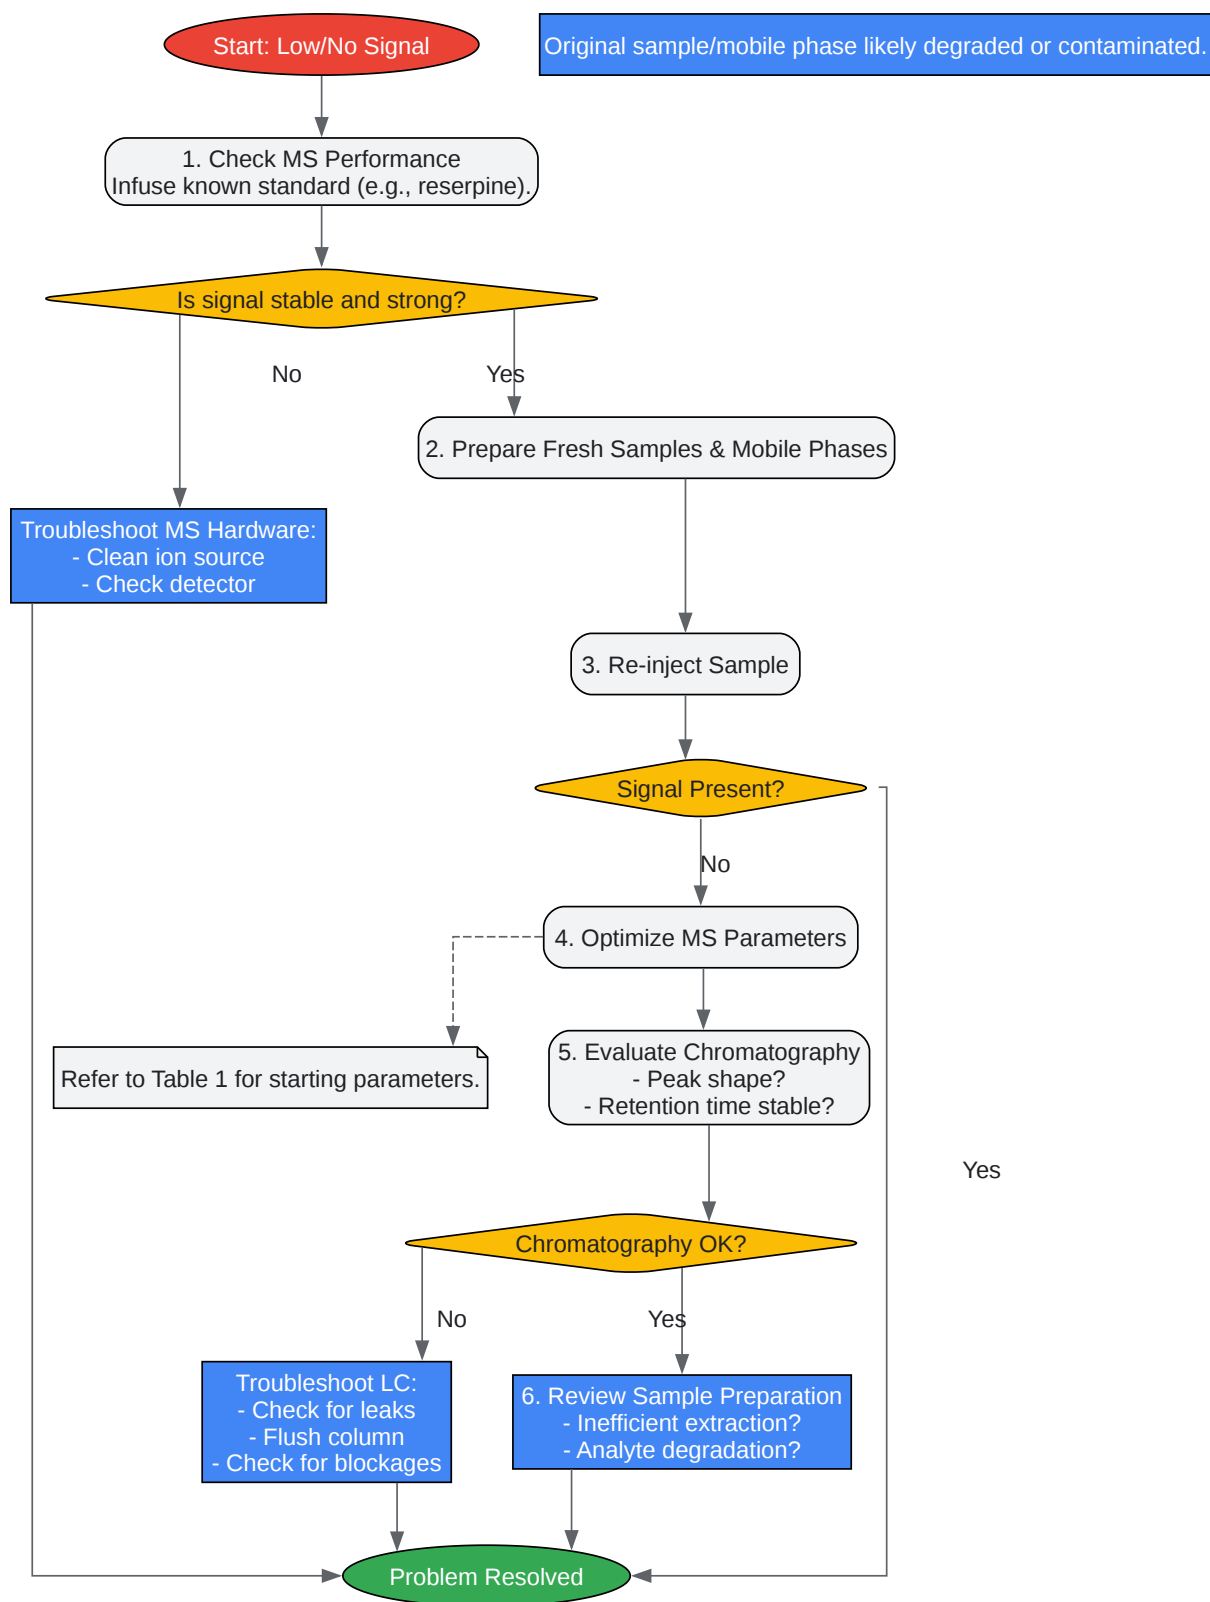 Start: Low/No Signal
Original sample/mobile phase likely degraded or contaminated.
1. Check MS Performance
Infuse known standard (e.g., reserpine).
Is signal stable and strong?
No
Yes
2. Prepare Fresh Samples & Mobile Phases
Troubleshoot MS Hardware:
- Clean ion source
- Check detector
3. Re-inject Sample
Signal Present?
No
4. Optimize MS Parameters
Refer to Table 1 for starting parameters.
5. Evaluate Chromatography
- Peak shape?
- Retention time stable?
Yes
Chromatography OK?
No
Yes
Troubleshoot LC:
- Check for leaks
- Flush column
- Check for blockages
6. Review Sample Preparation
- Inefficient extraction?
- Analyte degradation?
Problem Resolved